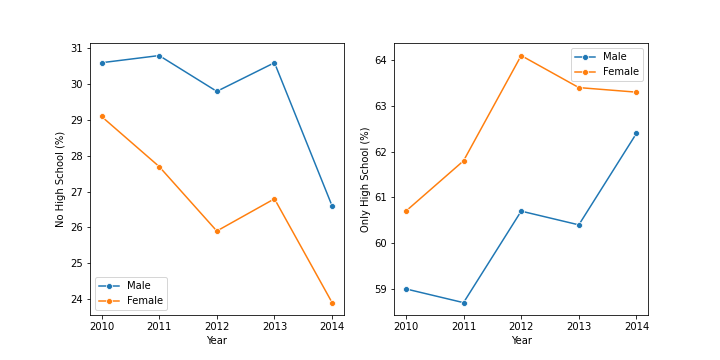 No High School (%)
31
30
29
28
27
26
25
24
Male
Female
2010 2011 2012 2013 2014
Year
Only High School (%)
64
63
62
61
60
59
Male
Female
2010 2011 2012 2013 2014
Year